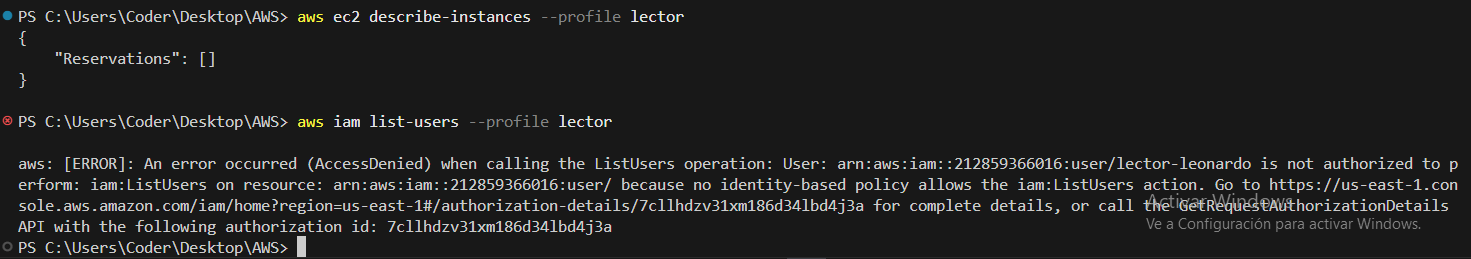 PS C:\Users\Coder\Desktop\AWS> aws ec2 describe-instances --profile lector
{
    "Reservations": []
}
PS C:\Users\Coder\Desktop\AWS> aws iam list-users --profile lector
aws: [ERROR]: An error occurred (AccessDenied) when calling the ListUsers operation: User: arn:aws:iam::212859366016:user/lector-leonardo is not authorized to p
erform: iam:ListUsers on resource: arn:aws:iam::212859366016:user/ because no identity-based policy allows the iam:ListUsers action. Go to https://us-east-1.con
sole.aws.amazon.com/iam/home?region=us-east-1#/authorization-details/7cllhdzv31xm186d34lbd4j3a for complete details, or call the GetRequestAuthorizationDetails
API with the following authorization id: 7cllhdzv31xm186d34lbd4j3a
Activar Windows
Ve a Configuración para activar Windows.
PS C:\Users\Coder\Desktop\AWS>